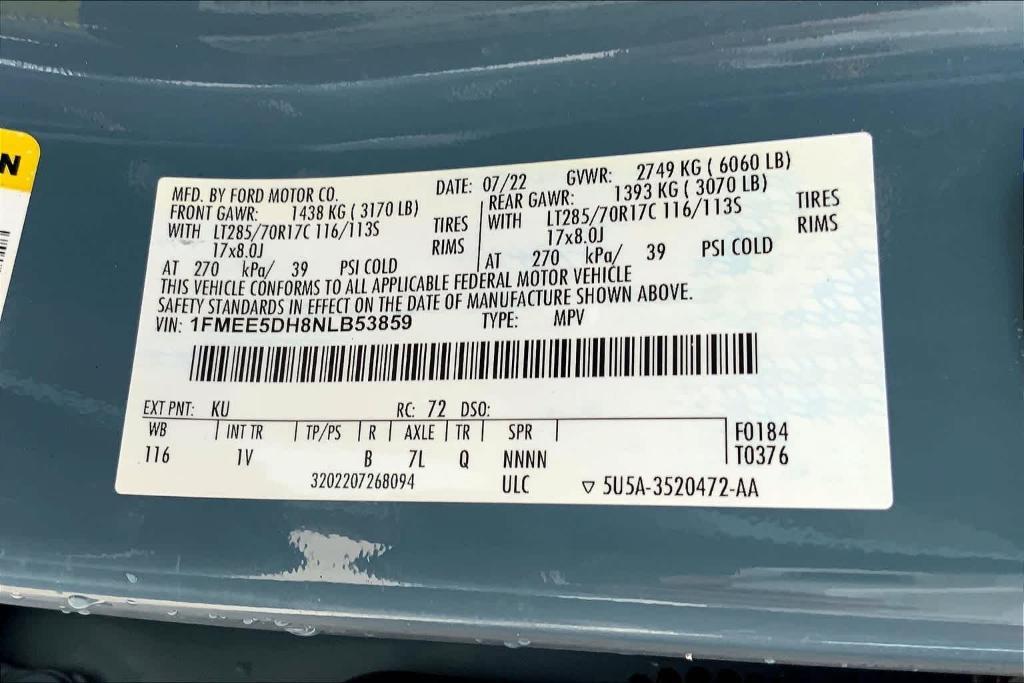 N
MFD. BY FORD MOTOR CO. DATE: 07/22 GVWR: 2749 KG ( 6060 LB)
FRONT GAWR: 1438 KG ( 3170 LB) REAR GAWR: 1393 KG ( 3070 LB)
WITH LT285/70R17C 116/113S TIRES WITH LT285/70R17C 116/113S TIRES
17x8.0J RIMS 17x8.0J RIMS
AT 270 kPa/ 39 PSI COLD AT 270 kPa/ 39 PSI COLD
THIS VEHICLE CONFORMS TO ALL APPLICABLE FEDERAL MOTOR VEHICLE
SAFETY STANDARDS IN EFFECT ON THE DATE OF MANUFACTURE SHOWN ABOVE.
VIN: 1FMEE5DH8NLB53859 TYPE: MPV
EXT PNT: KU RC: 72 DSO:
WB INT TR TP/PS R AXLE TR SPR F0184
116 1V B 7L Q NNNN T0376
3202207268094 ULC ▽ 5U5A-3520472-AA